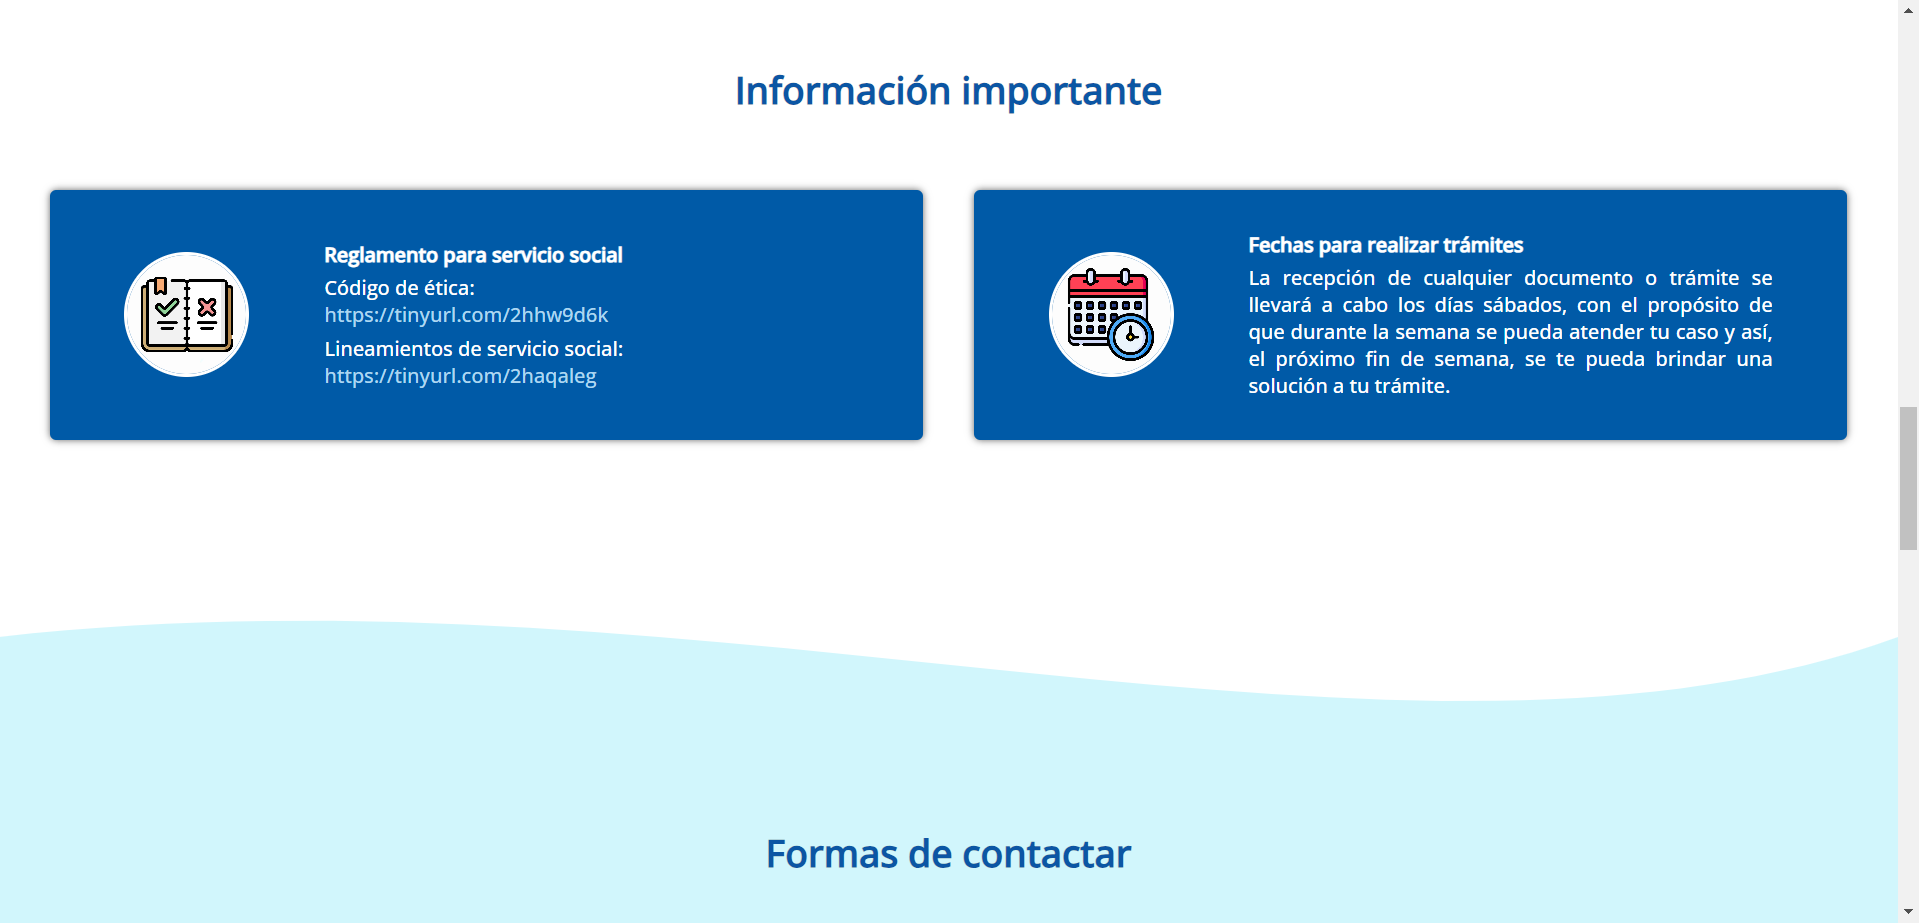 Información importante
Reglamento para servicio social
Código de ética:
https://tinyurl.com/2hhw9d6k
Lineamientos de servicio social:
https://tinyurl.com/2haqaleg
Fechas para realizar trámites
La recepción de cualquier documento o trámite se
llevará a cabo los días sábados, con el propósito de
que durante la semana se pueda atender tu caso y así,
el próximo fin de semana, se te pueda brindar una
solución a tu trámite.
Formas de contactar